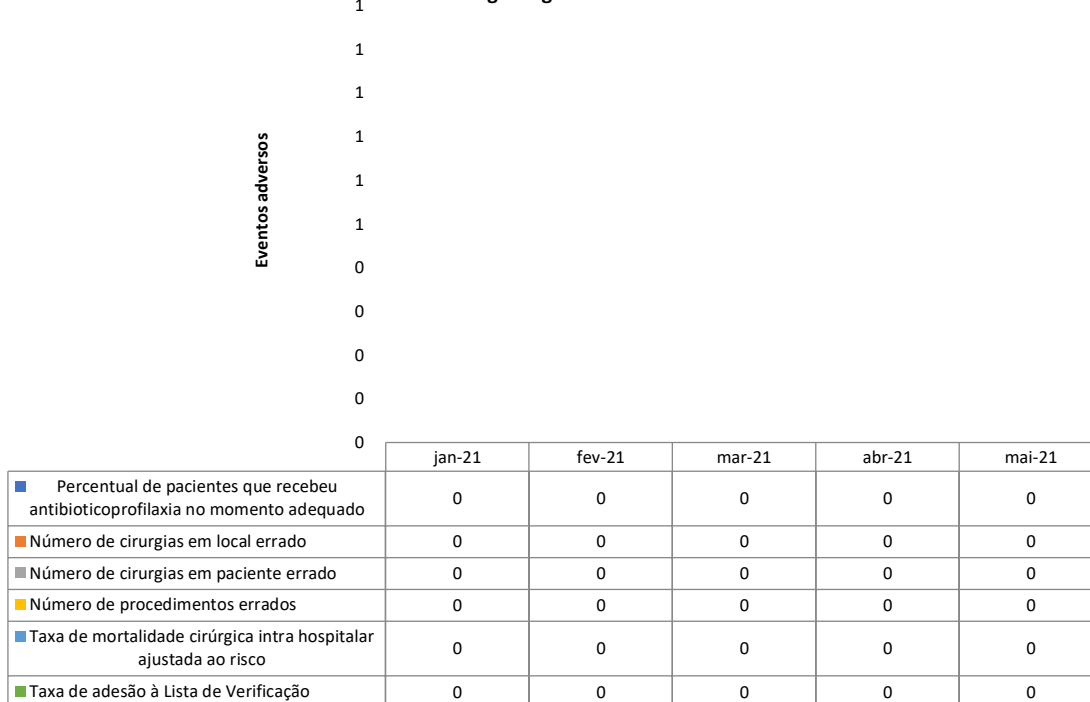 1
1
1
1
1
1
0
0
0
0
0
Eventos adversos
jan-21 fev-21 mar-21 abr-21 mai-21
Percentual de pacientes que recebeu
antibioticoprofilaxia no momento adequado 0 0 0 0 0
Número de cirurgias em local errado 0 0 0 0 0
Número de cirurgias em paciente errado 0 0 0 0 0
Número de procedimentos errados 0 0 0 0 0
Taxa de mortalidade cirúrgica intra hospitalar
ajustada ao risco 0 0 0 0 0
Taxa de adesão à Lista de Verificação 0 0 0 0 0